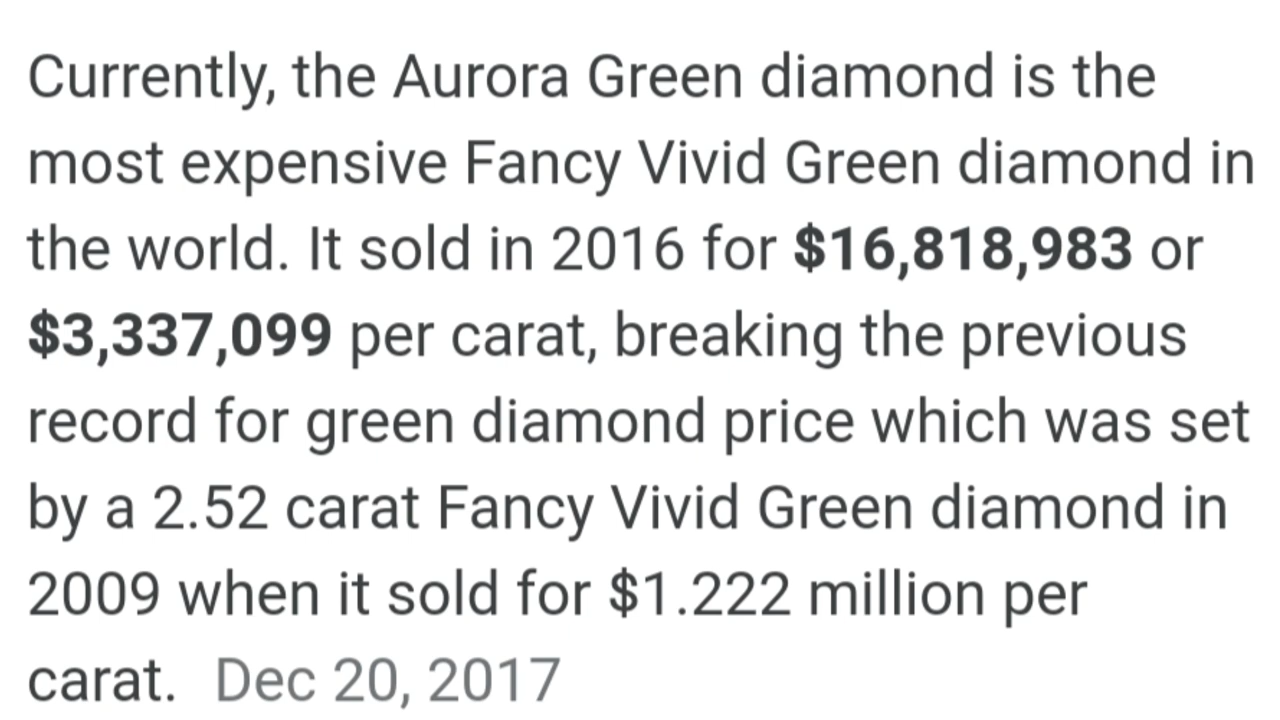 Currently, the Aurora Green diamond is the
most expensive Fancy Vivid Green diamond in
the world. It sold in 2016 for $16,818,983 or
$3,337,099 per carat, breaking the previous
record for green diamond price which was set
by a 2.52 carat Fancy Vivid Green diamond in
2009 when it sold for $1.222 million per
carat. Dec 20, 2017